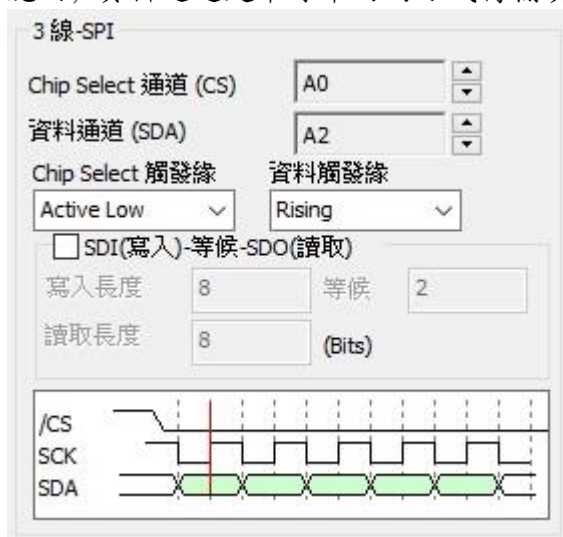 3 線-SPI
Chip Select 通道 (CS) A0
資料通道 (SDA) A2
Chip Select 觸發緣 資料觸發緣
Active Low Rising
SDI(寫入)-等侯-SDO(讀取)
寫入長度 8 等候 2
讀取長度 8 (Bits)
/CS
SCK
SDA